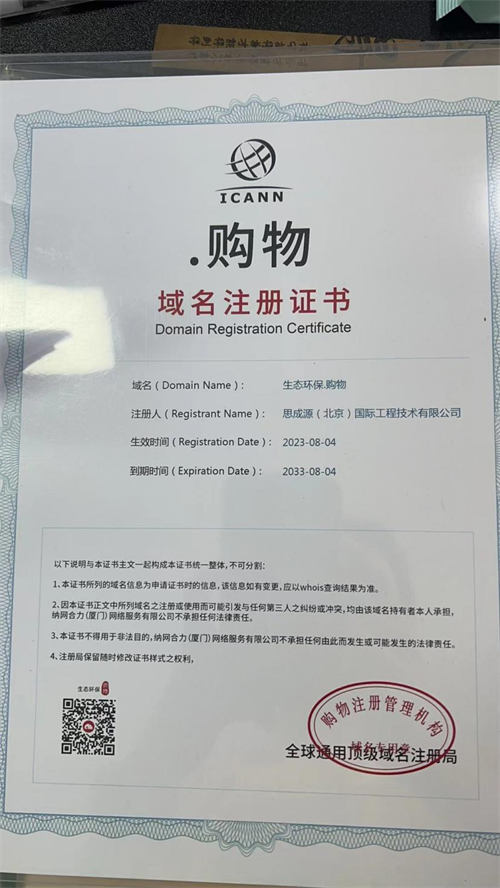 ICANN
.购物
域名注册证书
Domain Registration Certificate
域名（Domain Name）： 生态环保.购物
注册人（Registrant Name）： 思成源（北京）国际工程技术有限公司
生效时间（Registration Date）： 2023-08-04
到期时间（Expiration Date）： 2033-08-04
以下说明与本证书主文一起构成本证书统一整体，不可分割：
1、本证书所列的域名信息为申请证书时的信息，该信息如有变更，应以whois查询结果为准。
2、因本证书正文中所列域名之注册或使用而可能引发与任何第三人之纠纷或冲突，均由该域名持有者本人承担，
纳网合力（厦门）网络服务有限公司不承担任何法律责任。
3、本证书不得用于非法目的，纳网合力（厦门）网络服务有限公司不承担任何由此而发生或可能发生的法律责任。
4、注册局保留随时修改证书样式之权利，
生态环保
购物注册管理机构
域名专用章
全球通用顶级域名注册局